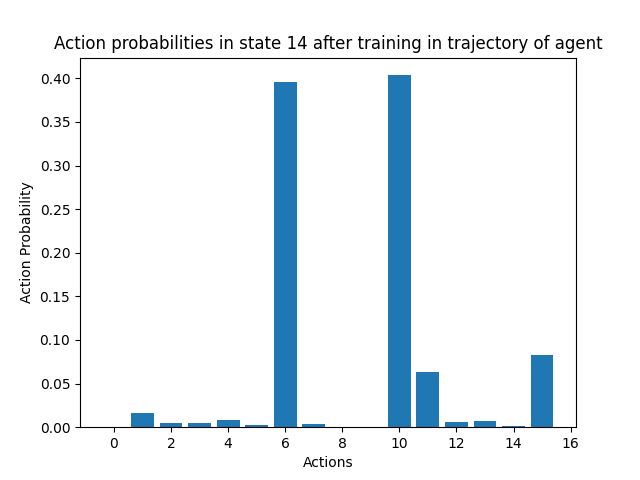 Action probabilities in state 14 after training in trajectory of agent
0.40
0.35
0.30
0.25
0.20
0.15
0.10
0.05
0.00
Action Probability
0 2 4 6 8 10 12 14 16
Actions